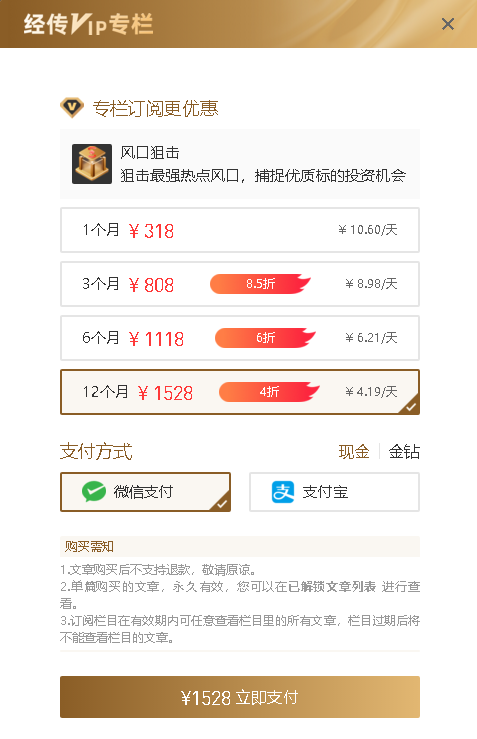 经传VIP专栏
专栏订阅更优惠
风口狙击
狙击最强热点风口，捕捉优质标的投资机会
1个月 ¥ 318 ¥ 10.60/天
3个月 ¥ 808 8.5折 ¥ 8.98/天
6个月 ¥ 1118 6折 ¥ 6.21/天
12个月 ¥ 1528 4折 ¥ 4.19/天
支付方式 现金 金钻
微信支付 支付宝
购买需知
1.文章购买后不支持退款，敬请原谅。
2.单篇购买的文章，永久有效，您可以在已解锁文章列表 进行查
看。
3.订阅栏目在有效期内可任意查看栏目里的所有文章，栏目过期后将
不能查看栏目的文章。
¥1528 立即支付